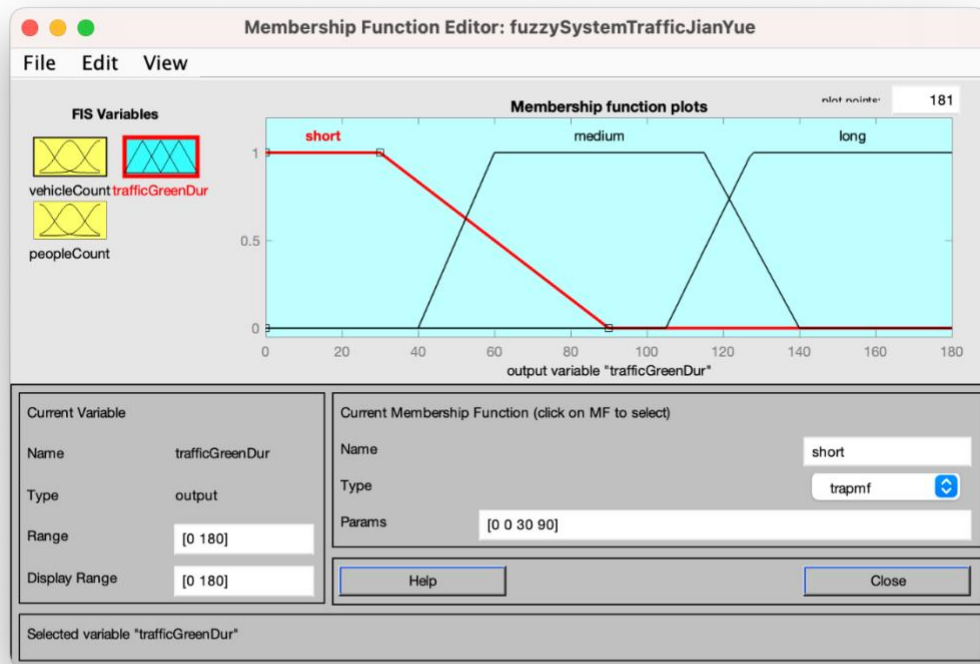 Membership Function Editor: fuzzySystemTrafficJianYue
File Edit View
FIS Variables
Membership function plots
plot points: 181
vehicleCount trafficGreenDur
peopleCount
short medium long
1
0.5
0
0 20 40 60 80 100 120 140 160 180
output variable "trafficGreenDur"
Current Variable
Name trafficGreenDur
Type output
Range [0 180]
Display Range [0 180]
Current Membership Function (click on MF to select)
Name short
Type trapmf
Params [0 0 30 90]
Help Close
Selected variable "trafficGreenDur"